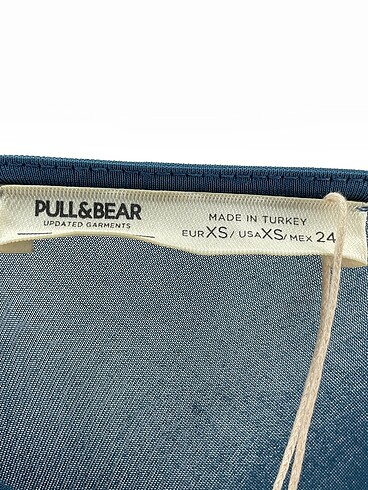 PULL&BEAR
UPDATED GARMENTS
MADE IN TURKEY
EUR XS / USA XS / MEX 24